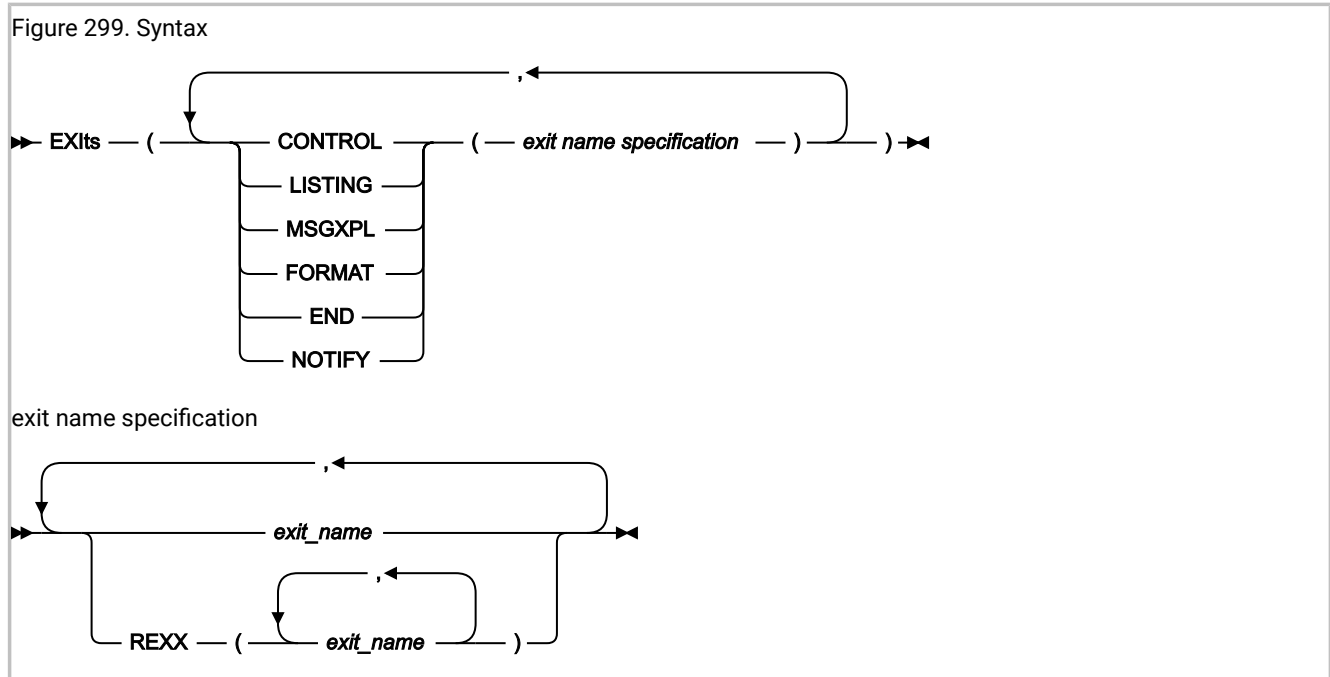 Figure 299. Syntax
,
EXIts ( CONTROL ( exit name specification ) )
LISTING
MSGXPL
FORMAT
END
NOTIFY
exit name specification
,
exit_name
,
REXX ( exit_name )